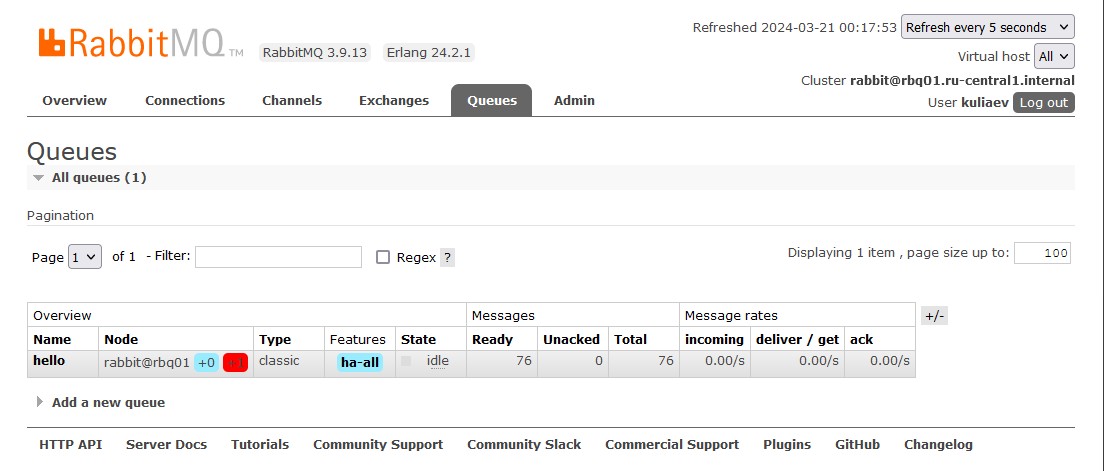 Refreshed 2024-03-21 00:17:53 Refresh every 5 seconds
RabbitMQ TM RabbitMQ 3.9.13 Erlang 24.2.1
Virtual host All
Cluster rabbit@rbq01.ru-central1.internal
User kuliaev Log out
Overview Connections Channels Exchanges Queues Admin
Queues
All queues (1)
Pagination
Page 1 of 1 - Filter: Regex ? Displaying 1 item , page size up to: 100
Overview Messages Message rates +/-
Name Node Type Features State Ready Unacked Total incoming deliver / get ack
hello rabbit@rbq01 +0 +1 classic ha-all idle 76 0 76 0.00/s 0.00/s 0.00/s
Add a new queue
HTTP API Server Docs Tutorials Community Support Community Slack Commercial Support Plugins GitHub Changelog